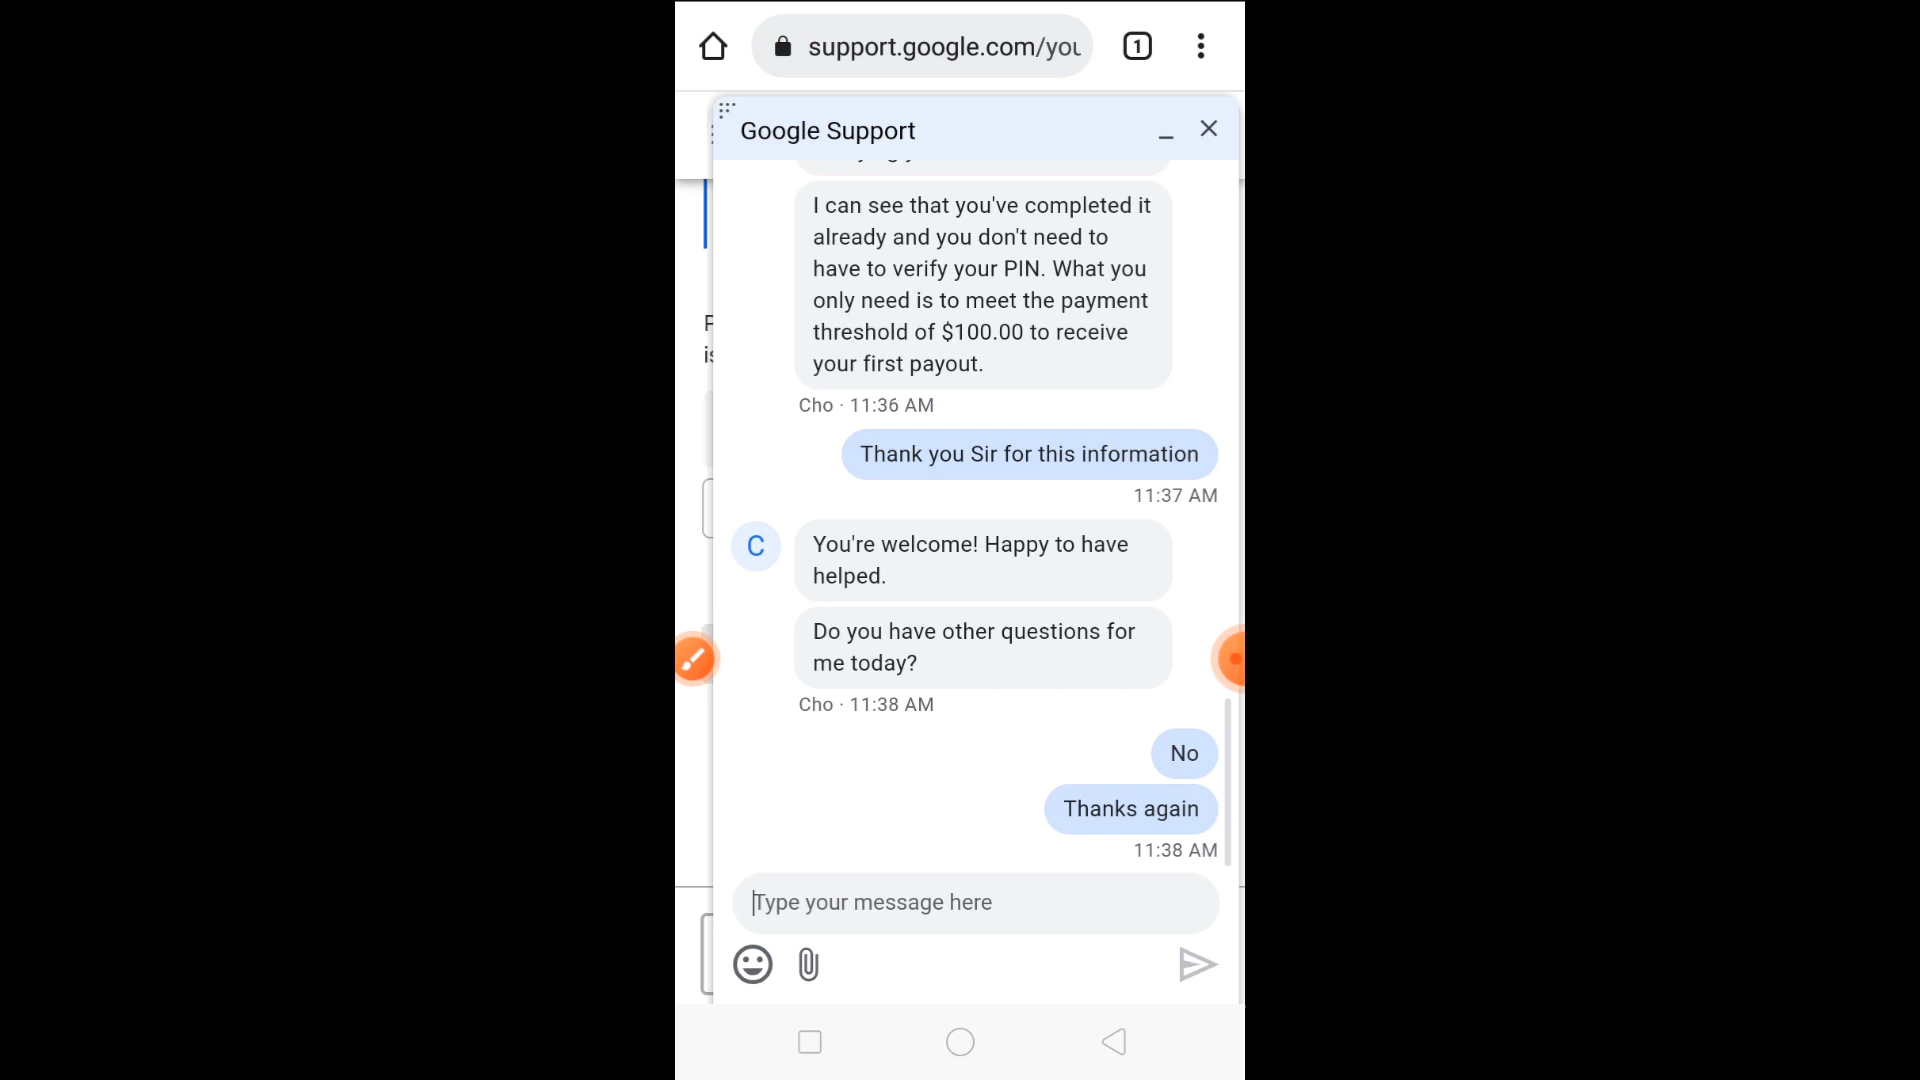 1
support.google.com/you
Google Support
I can see that you've completed it
already and you don't need to
have to verify your PIN. What you
only need is to meet the payment
threshold of $100.00 to receive
your first payout.
Cho · 11:36 AM
Thank you Sir for this information
11:37 AM
C
You're welcome! Happy to have
helped.
Do you have other questions for
me today?
Cho · 11:38 AM
No
Thanks again
11:38 AM
Type your message here